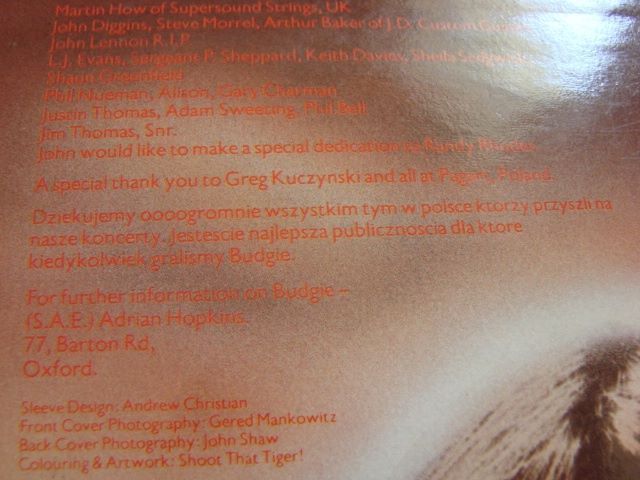 Martin How of Supersound Strings, UK
John Diggins, Steve Morrel, Arthur Baker of J.D. Custom
John Lennon R.I.P.
L.J. Evans, Sergeant P. Sheppard, Keith Davies, Sheila
Shaun Greenfield
Phil Nueman, Alison, Gary Charman
Justin Thomas, Adam Sweeting, Phil Bell
Jim Thomas, Snr.
John would like to make a special dedication to Randy Rhodes
A special thank you to Greg Kuczynski and all at Pagart, Poland.
Dziekujemy oooogromnie wszystkim tym w polsce ktorzy przyszli na
nasze koncerty. Jestescie najlepsza publicznoscia dla ktore
kiedykolwiek gralismy Budgie.
For further information on Budgie –
(S.A.E.) Adrian Hopkins.
77, Barton Rd,
Oxford.
Sleeve Design: Andrew Christian
Front Cover Photography: Gered Mankowitz
Back Cover Photography: John Shaw
Colouring & Artwork: Shoot That Tiger!